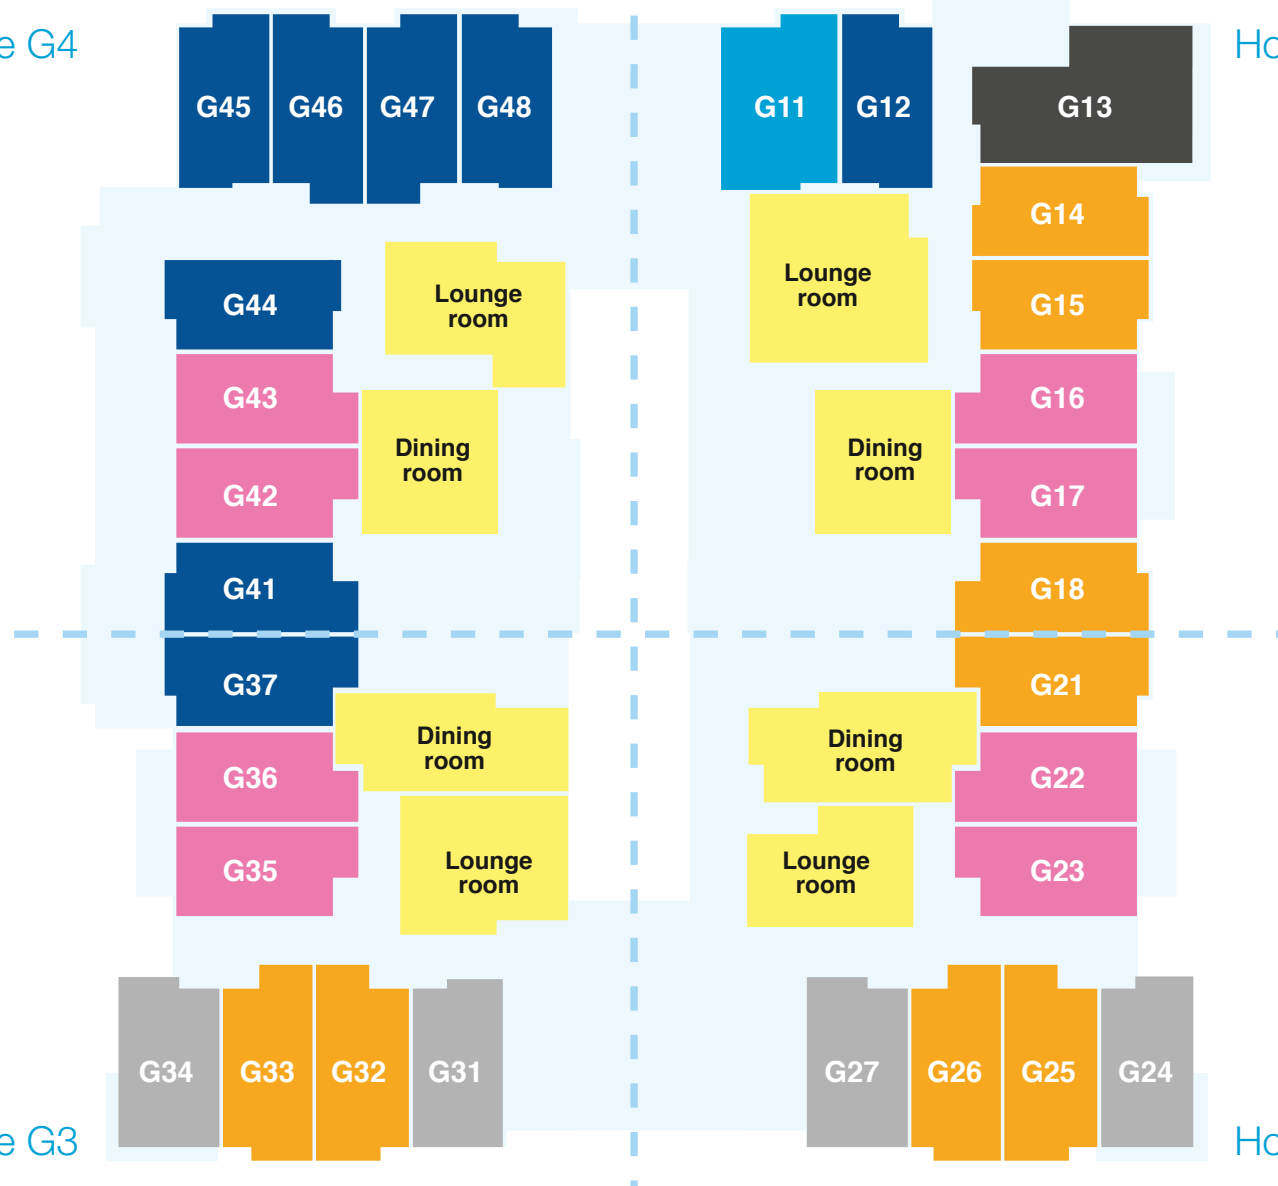 e G4
Ho
G45
G46
G47
G48
G11
G12
G13
G14
G15
G16
G17
G18
Lounge
room
Dining
room
G44
G43
G42
G41
Lounge
room
Dining
room
G37
G36
G35
Dining
room
Lounge
room
G34
G33
G32
G31
e G3
G21
G22
G23
Dining
room
Lounge
room
G27
G26
G25
G24
Ho